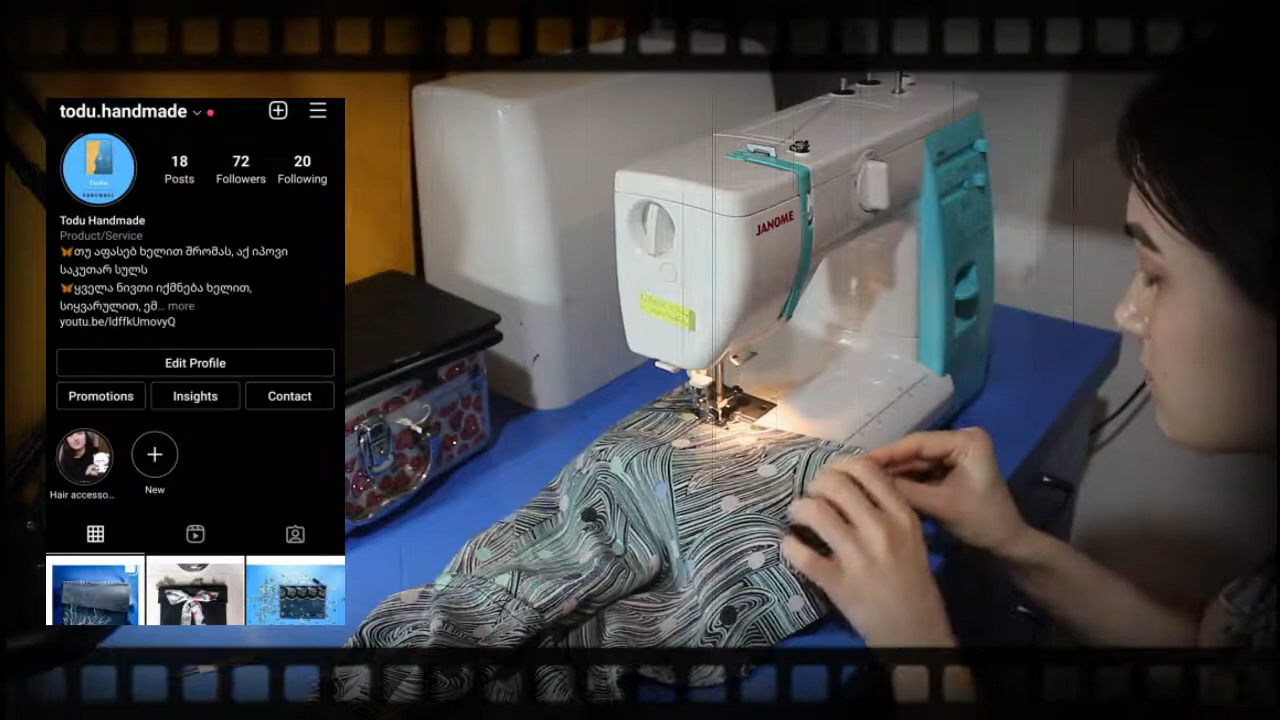 todu.handmade
18
72
20
Posts
Followers
Following
Todu Handmade
Product/Service
🦋თუ აფასებ ხელით შრომას, აქ იპოვი
საკუთარ სულს
🦋ყველა ნივთი იქმნება ხელით,
სიყვარულით, ემ... more
youtu.be/ldffkUmovyQ
Edit Profile
Promotions
Insights
Contact
Hair accesso...
New
JANOME